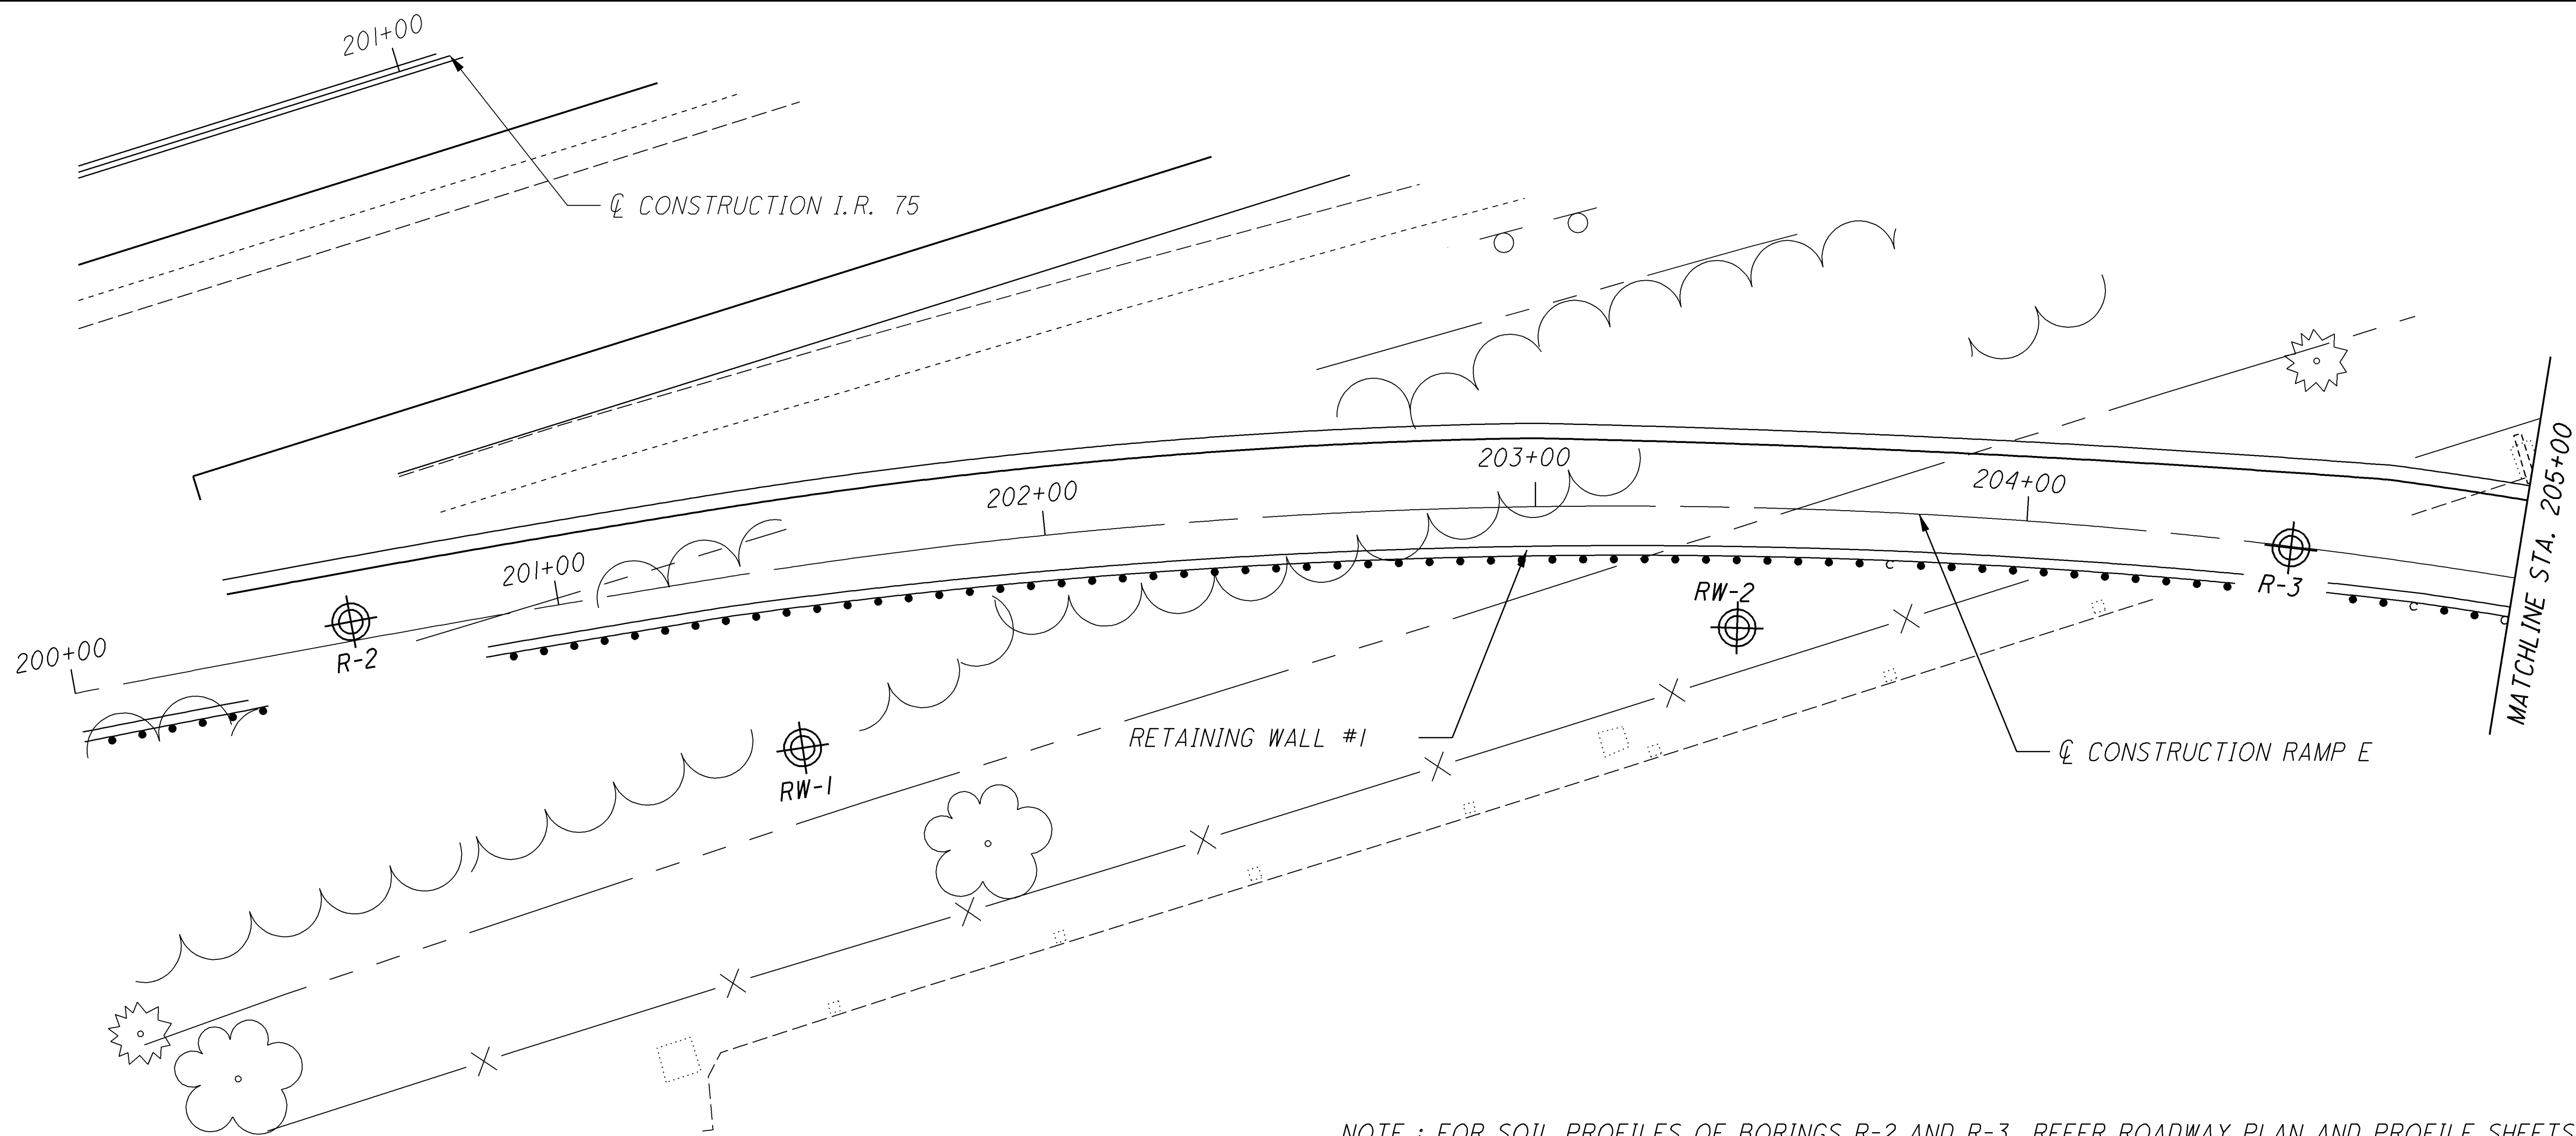 201+00
℄ CONSTRUCTION I.R. 75
203+00
204+00
202+00
201+00
200+00
R-2
R-3
RW-2
RW-1
RETAINING WALL #1
℄ CONSTRUCTION RAMP E
MATCHLINE STA. 205+00
NOTE : FOR SOIL PROFILES OF BORINGS R-2 AND R-3, REFER ROADWAY PLAN AND PROFILE SHEETS